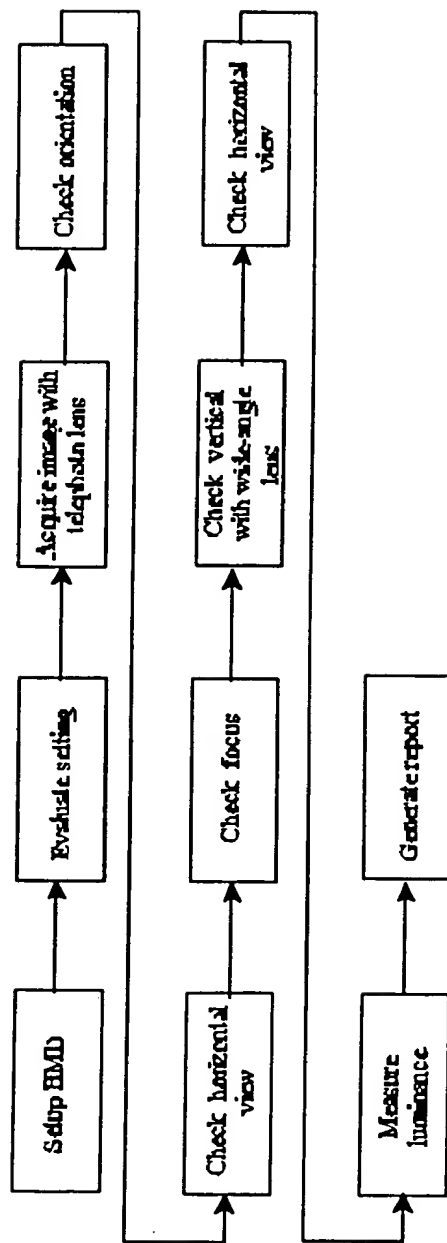 Setup HMD
Evaluate setting
Acquire image with
telephoto lens
Check orientation
Check horizontal
view
Check focus
Check vertical
with wide-angle
lens
Check horizontal
view
Measure
luminance
Generate report